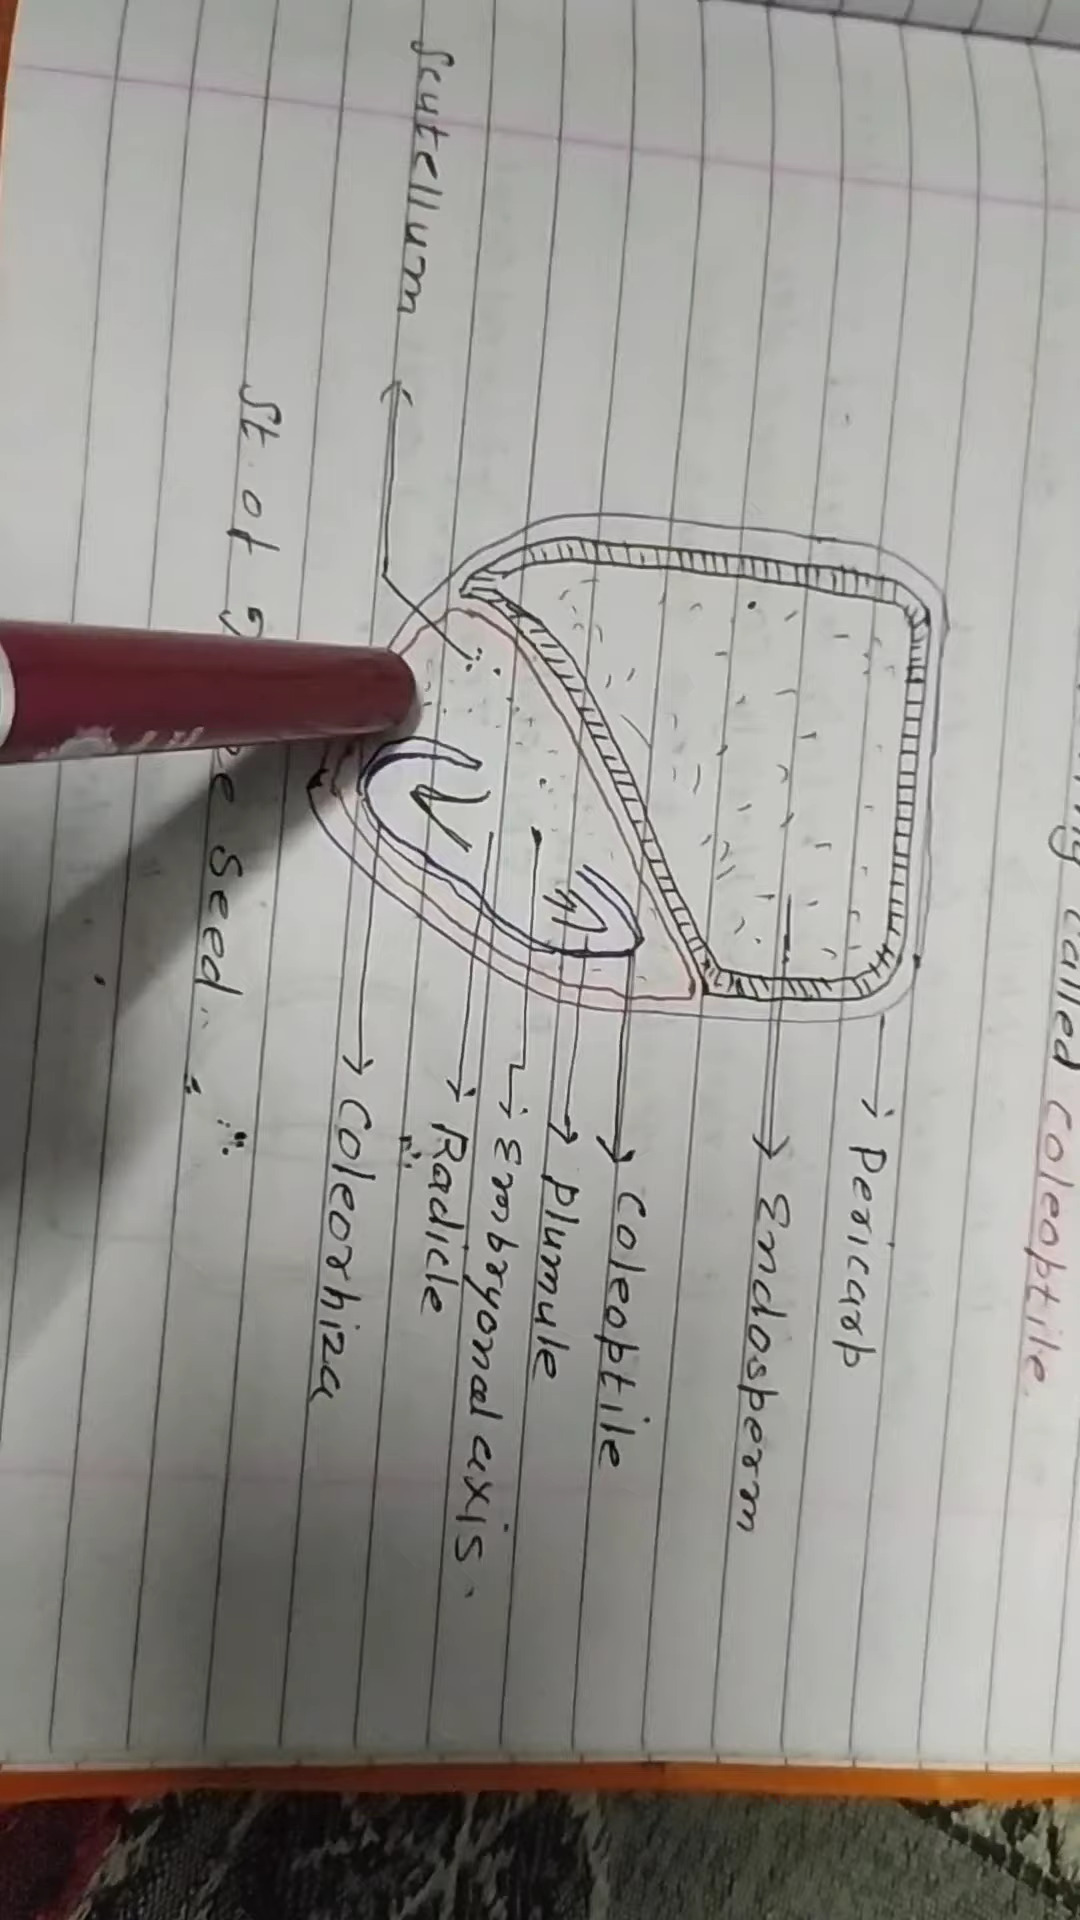 called coleoptile.
Pericarp
Endosperm
Coleoptile
Plumule
Embryonal axis.
Radicle
Coleorhiza
Scutellum
St. of
Seed.